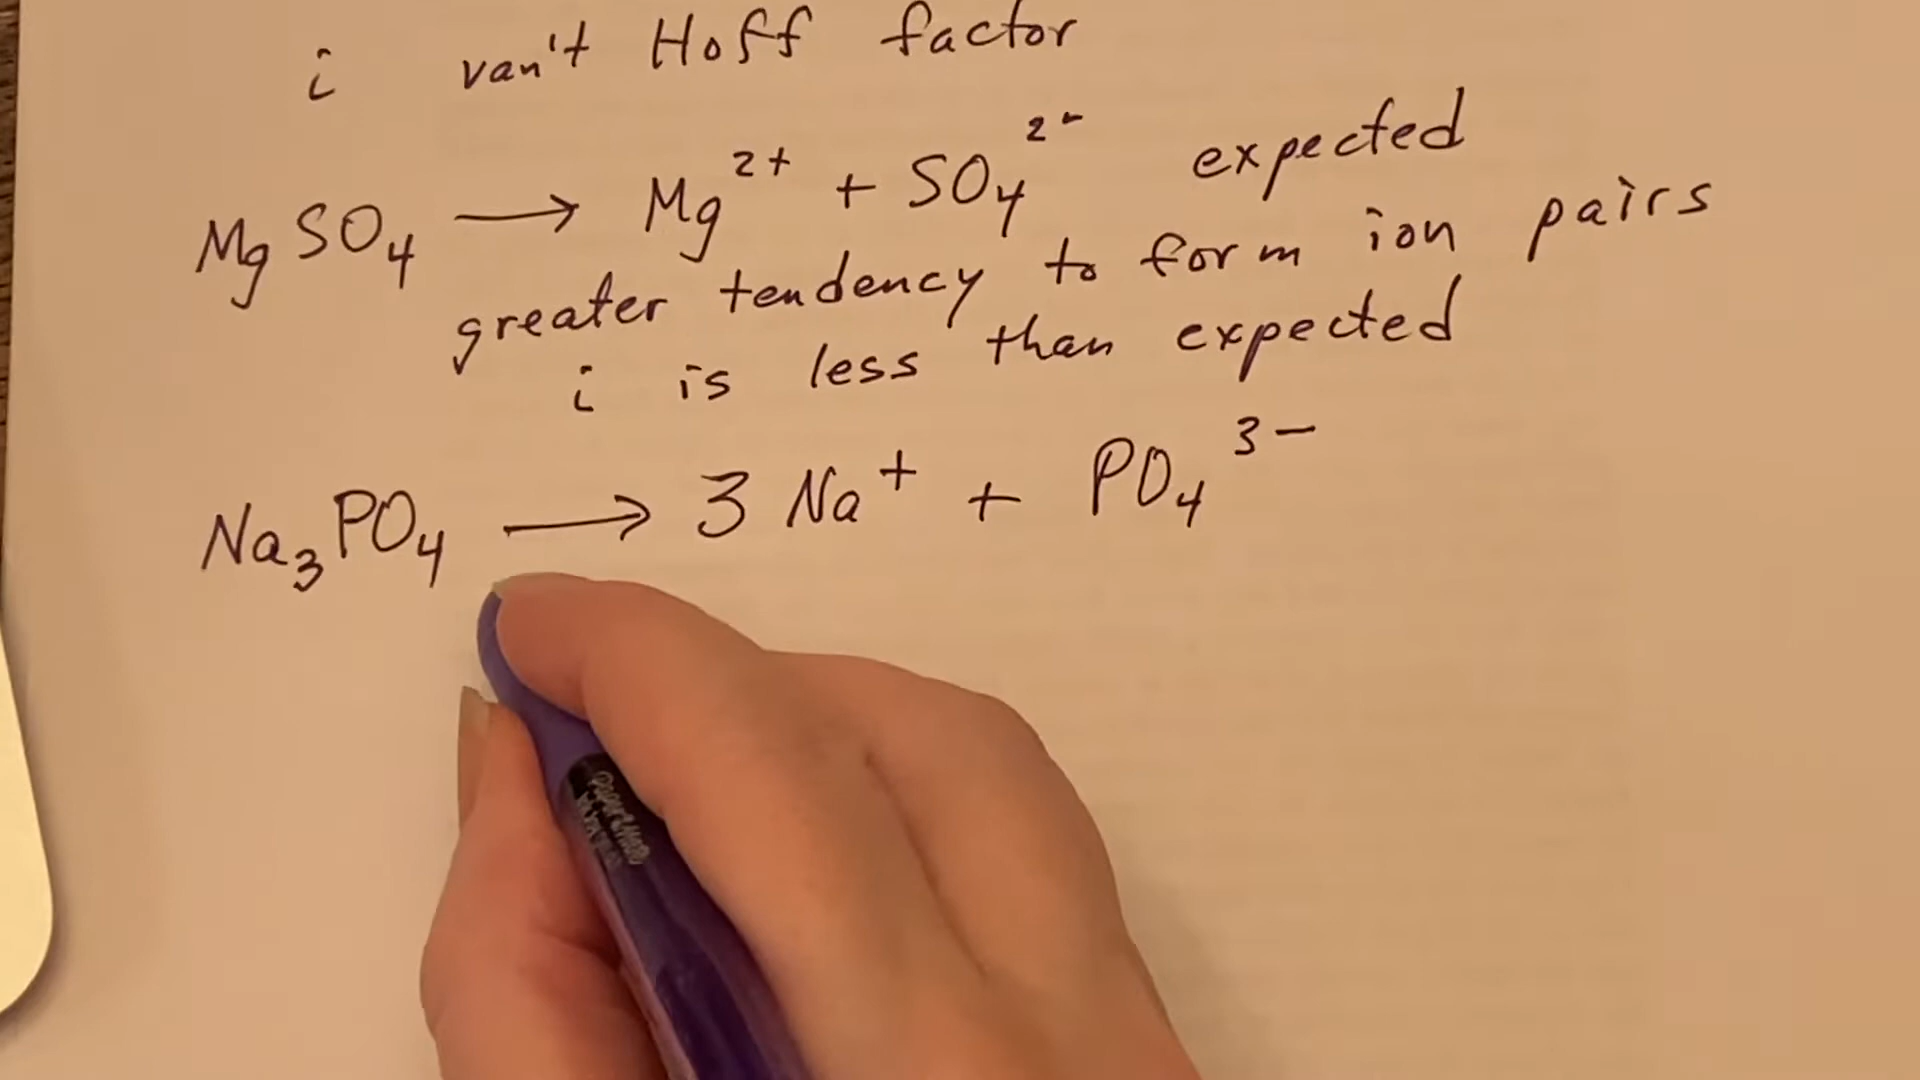 i van't Hoff factor
MgSO₄ → Mg²⁺ + SO₄²⁻ expected
greater tendency to form ion pairs
i is less than expected
Na₃PO₄ → 3 Na⁺ + PO₄³⁻
PaperMate